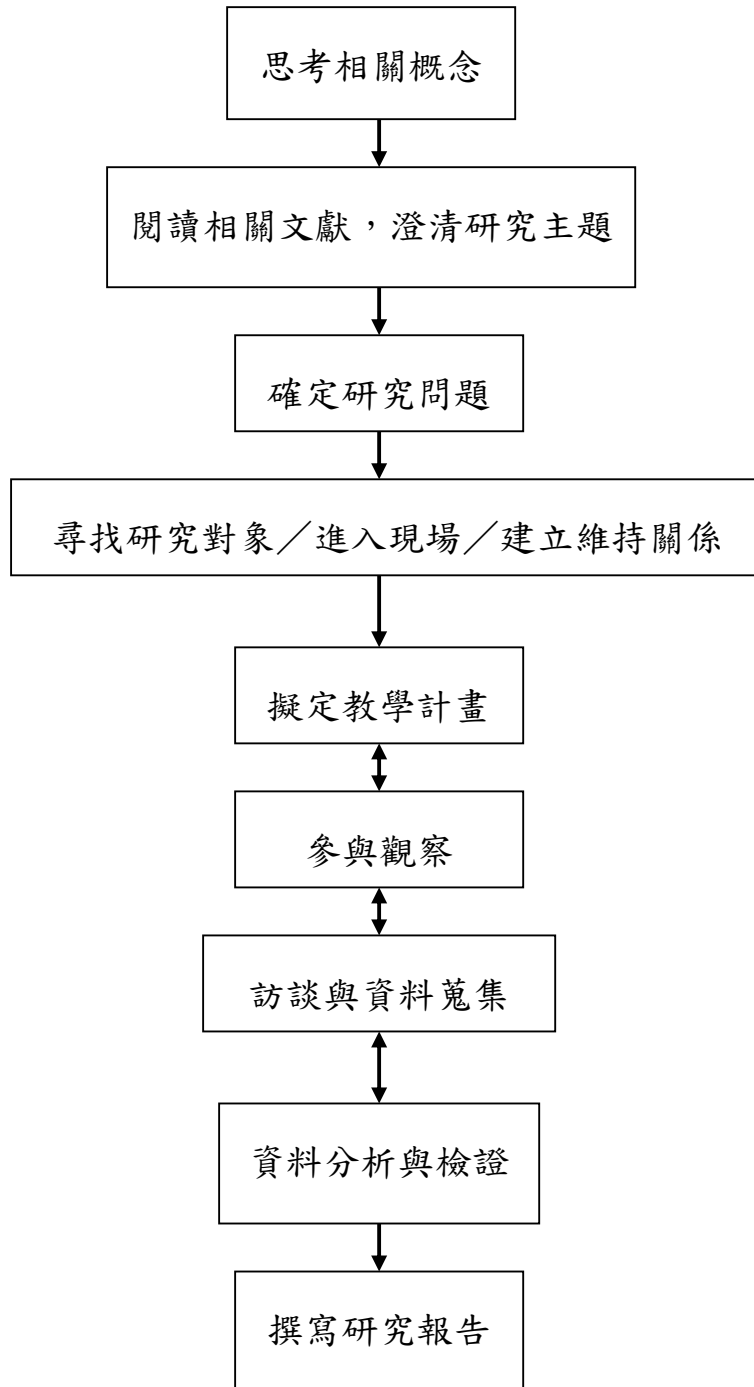 思考相關概念
閱讀相關文獻，澄清研究主題
確定研究問題
尋找研究對象／進入現場／建立維持關係
擬定教學計畫
參與觀察
訪談與資料蒐集
資料分析與檢證
撰寫研究報告